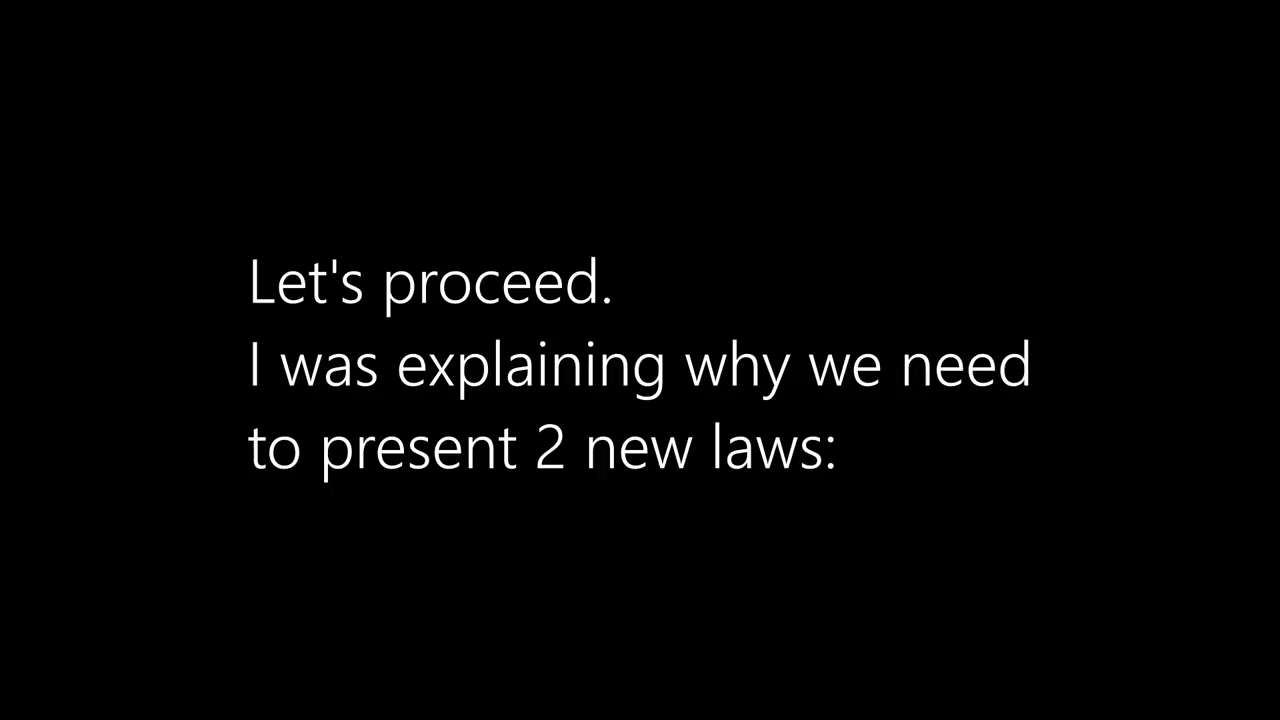 Let's proceed.
I was explaining why we need
to present 2 new laws: